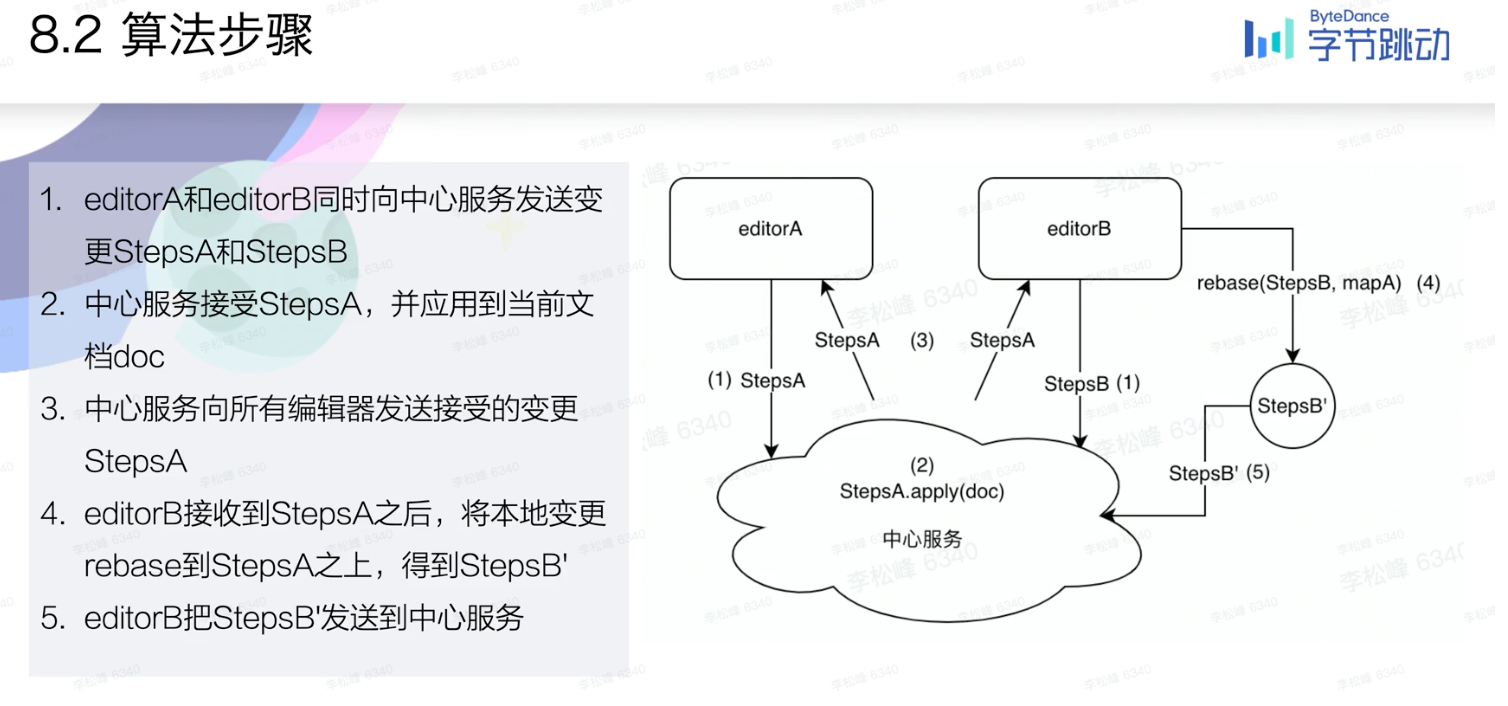 8.2 算法步骤
ByteDance
字节跳动
1. editorA和editorB同时向中心服务发送变
更StepsA和StepsB
2. 中心服务接受StepsA，并应用到当前文
档doc
3. 中心服务向所有编辑器发送接受的变更
StepsA
4. editorB接收到StepsA之后，将本地变更
rebase到StepsA之上，得到StepsB'
5. editorB把StepsB'发送到中心服务
editorA
editorB
rebase(StepsB, mapA) (4)
StepsA (3) StepsA
(1) StepsA
StepsB (1)
StepsB'
(2)
StepsA.apply(doc)
中心服务
StepsB' (5)
李松峰 6340